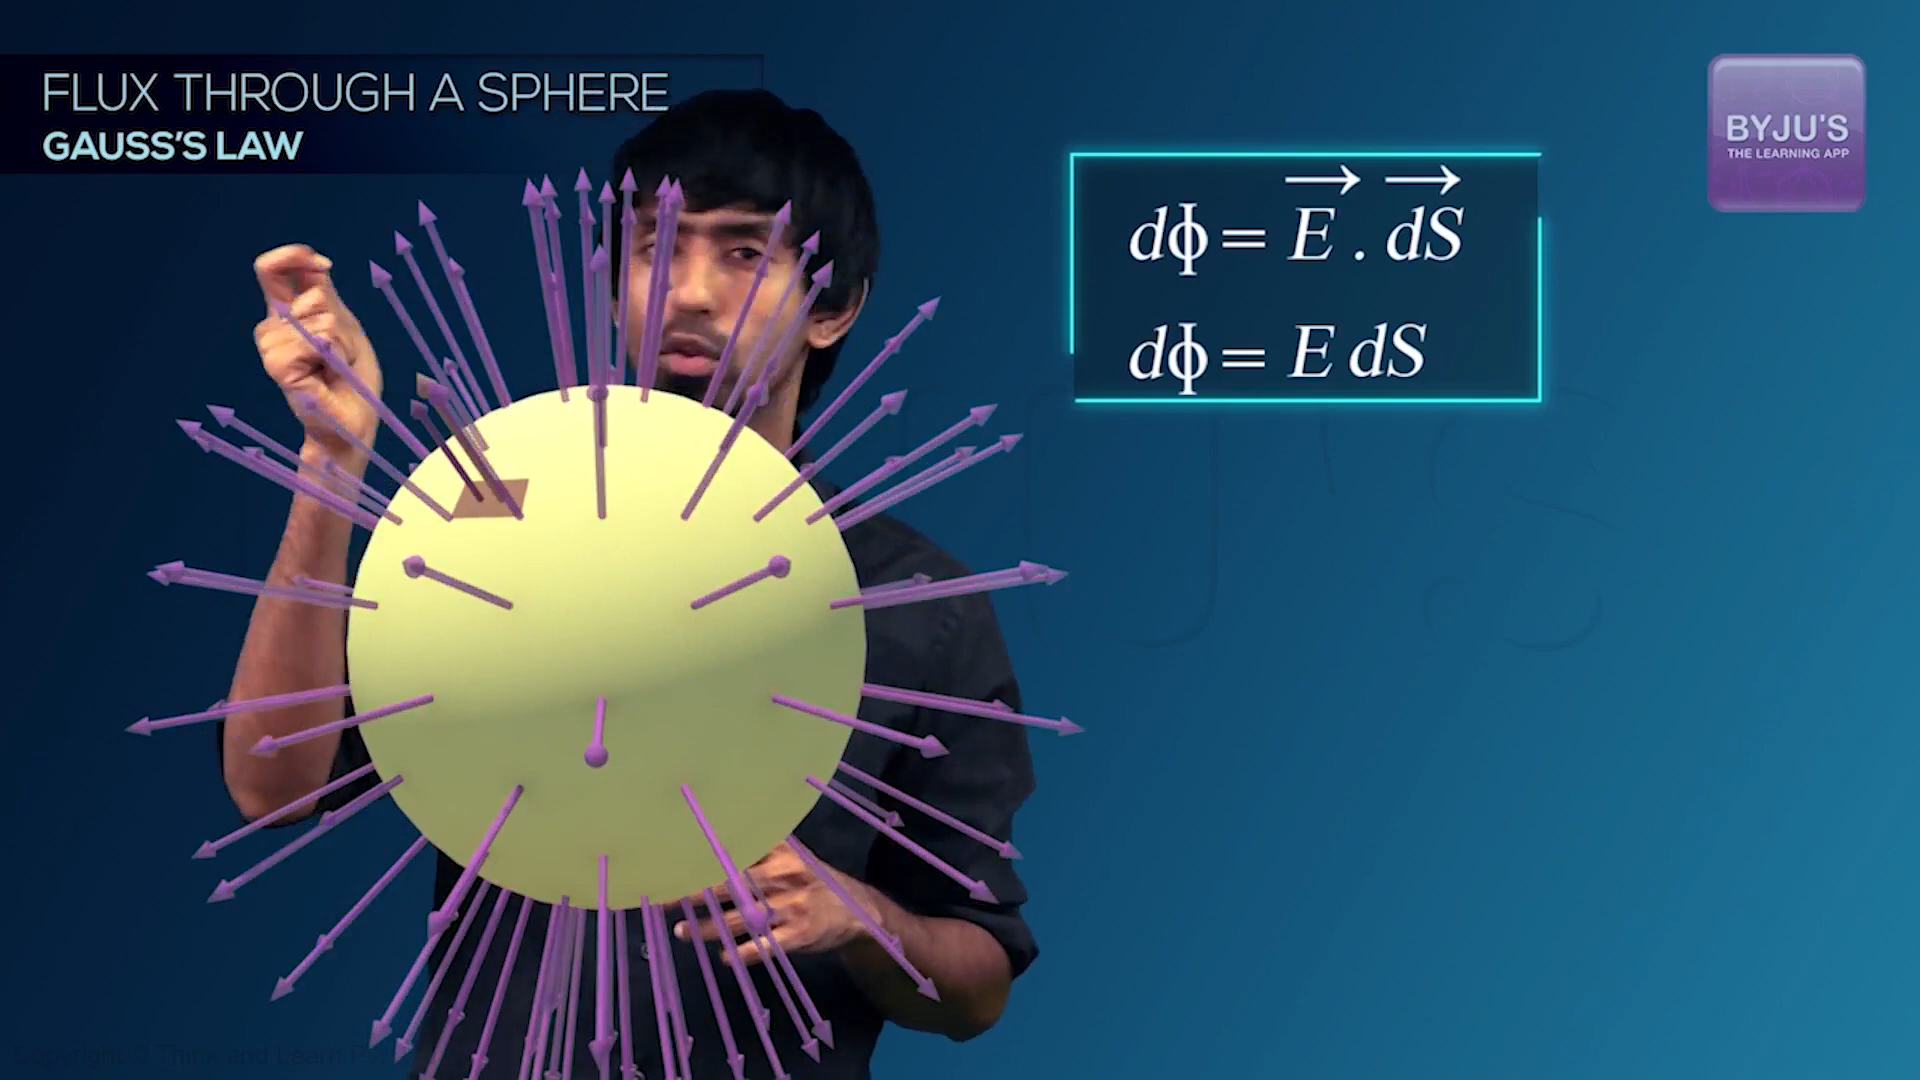 FLUX THROUGH A SPHERE
GAUSS'S LAW
dϕ = E⃗ . dS⃗
dϕ = E dS
BYJU'S
THE LEARNING APP